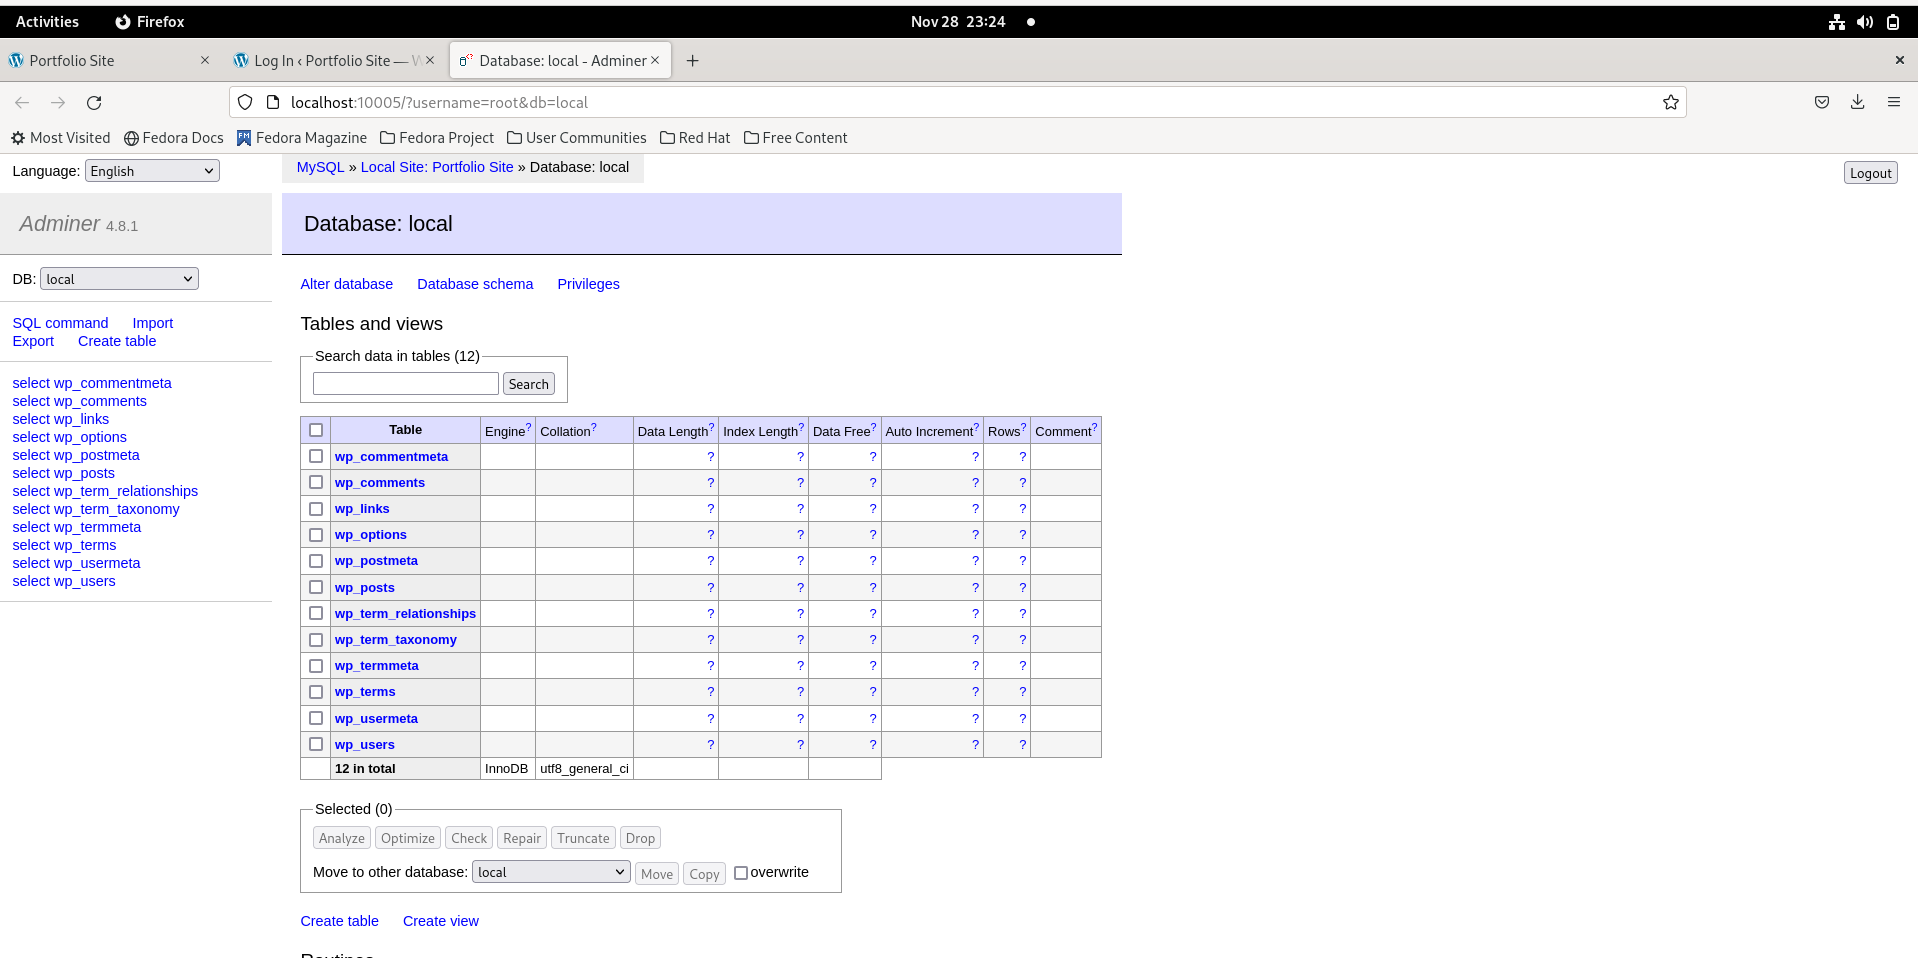 Activities Firefox Nov 28 23:24
Portfolio Site Log In ‹ Portfolio Site — W Database: local - Adminer
localhost:10005/?username=root&db=local
Most Visited Fedora Docs Fedora Magazine Fedora Project User Communities Red Hat Free Content
Language: English MySQL » Local Site: Portfolio Site » Database: local Logout
Adminer 4.8.1
DB: local
SQL command Import
Export Create table
select wp_commentmeta
select wp_comments
select wp_links
select wp_options
select wp_postmeta
select wp_posts
select wp_term_relationships
select wp_term_taxonomy
select wp_termmeta
select wp_terms
select wp_usermeta
select wp_users
Database: local
Alter database Database schema Privileges
Tables and views
Search data in tables (12)
Search
Table Engine? Collation? Data Length? Index Length? Data Free? Auto Increment? Rows? Comment?
wp_commentmeta ? ? ? ? ?
wp_comments ? ? ? ? ?
wp_links ? ? ? ? ?
wp_options ? ? ? ? ?
wp_postmeta ? ? ? ? ?
wp_posts ? ? ? ? ?
wp_term_relationships ? ? ? ? ?
wp_term_taxonomy ? ? ? ? ?
wp_termmeta ? ? ? ? ?
wp_terms ? ? ? ? ?
wp_usermeta ? ? ? ? ?
wp_users ? ? ? ? ?
12 in total InnoDB utf8_general_ci
Selected (0)
Analyze Optimize Check Repair Truncate Drop
Move to other database: local Move Copy overwrite
Create table Create view
Routines